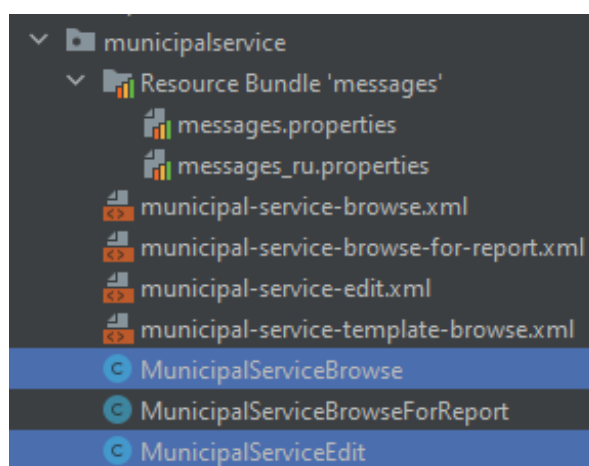 municipalservice
Resource Bundle 'messages'
messages.properties
messages_ru.properties
municipal-service-browse.xml
municipal-service-browse-for-report.xml
municipal-service-edit.xml
municipal-service-template-browse.xml
MunicipalServiceBrowse
MunicipalServiceBrowseForReport
MunicipalServiceEdit